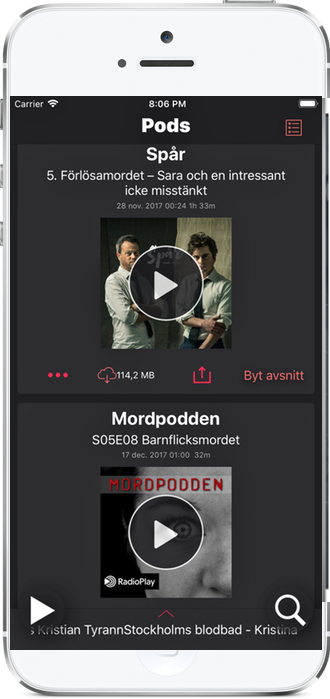 Carrier 8:06 PM
Pods
Spår
5. Förlösamordet – Sara och en intressant
icke misstänkt
28 nov. 2017 00:24 1h 33m
Spår
114,2 MB
Byt avsnitt
Mordpodden
S05E08 Barnflicksmordet
17 dec. 2017 01:00 32m
MORDPODDEN
RadioPlay
s Kristian TyrannStockholms blodbad - Kristina